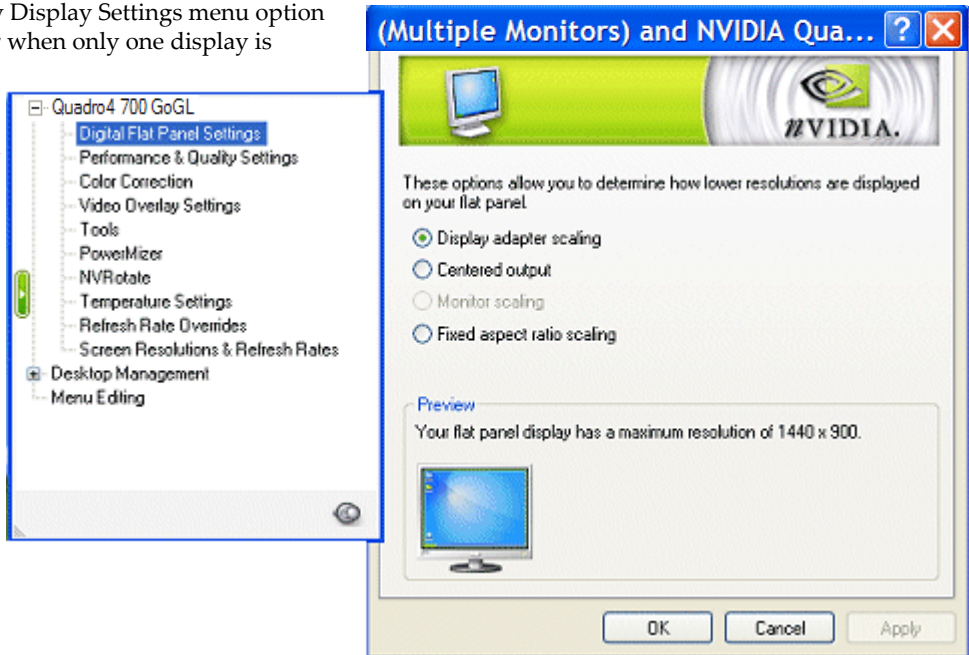 y Display Settings menu option
when only one display is
Quadro4 700 GoGL
Digital Flat Panel Settings
Performance & Quality Settings
Color Correction
Video Overlay Settings
Tools
PowerMizer
NVRotate
Temperature Settings
Refresh Rate Overrides
Screen Resolutions & Refresh Rates
Desktop Management
Menu Editing
(Multiple Monitors) and NVIDIA Qua...
NVIDIA.
These options allow you to determine how lower resolutions are displayed
on your flat panel.
Display adapter scaling
Centered output
Monitor scaling
Fixed aspect ratio scaling
Preview
Your flat panel display has a maximum resolution of 1440 x 900.
OK
Cancel
Apply